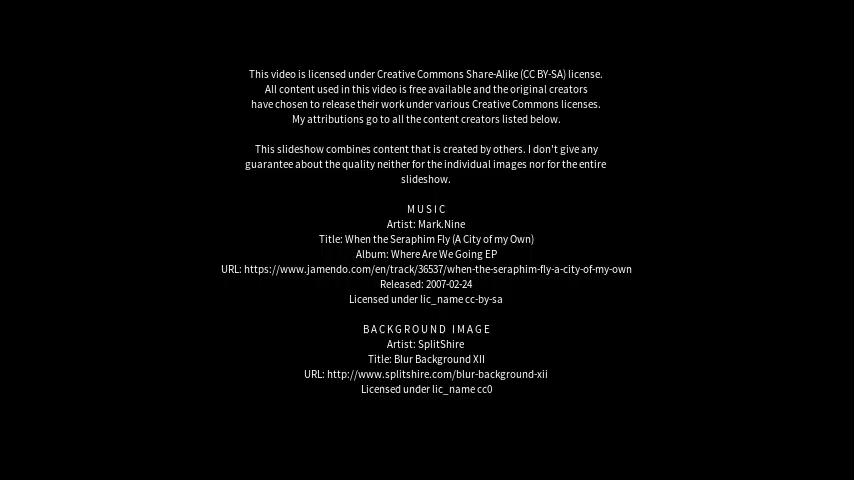 This video is licensed under Creative Commons Share-Alike (CC BY-SA) license.
All content used in this video is free available and the original creators
have chosen to release their work under various Creative Commons licenses.
My attributions go to all the content creators listed below.
This slideshow combines content that is created by others. I don't give any
guarantee about the quality neither for the individual images nor for the entire
slideshow.
MUSIC
Artist: Mark.Nine
Title: When the Seraphim Fly (A City of my Own)
Album: Where Are We Going EP
URL: https://www.jamendo.com/en/track/36537/when-the-seraphim-fly-a-city-of-my-own
Released: 2007-02-24
Licensed under lic_name cc-by-sa
BACKGROUND IMAGE
Artist: SplitShire
Title: Blur Background XII
URL: http://www.splitshire.com/blur-background-xii
Licensed under lic_name cc0